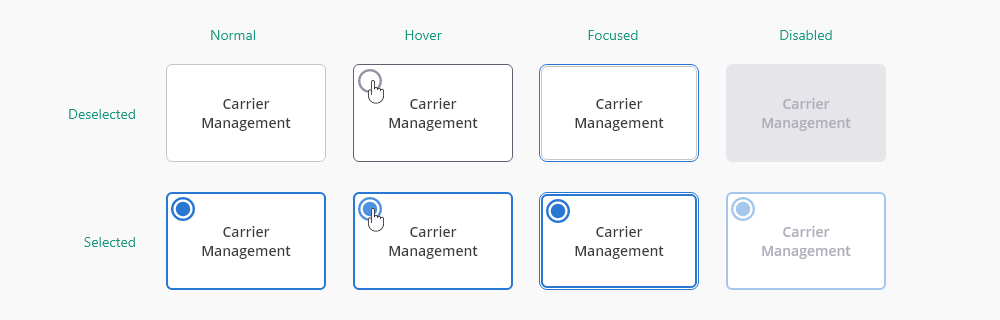 Normal Hover Focused Disabled
Deselected
Carrier Carrier Carrier Carrier
Management Management Management Management
Selected
Carrier Carrier Carrier Carrier
Management Management Management Management